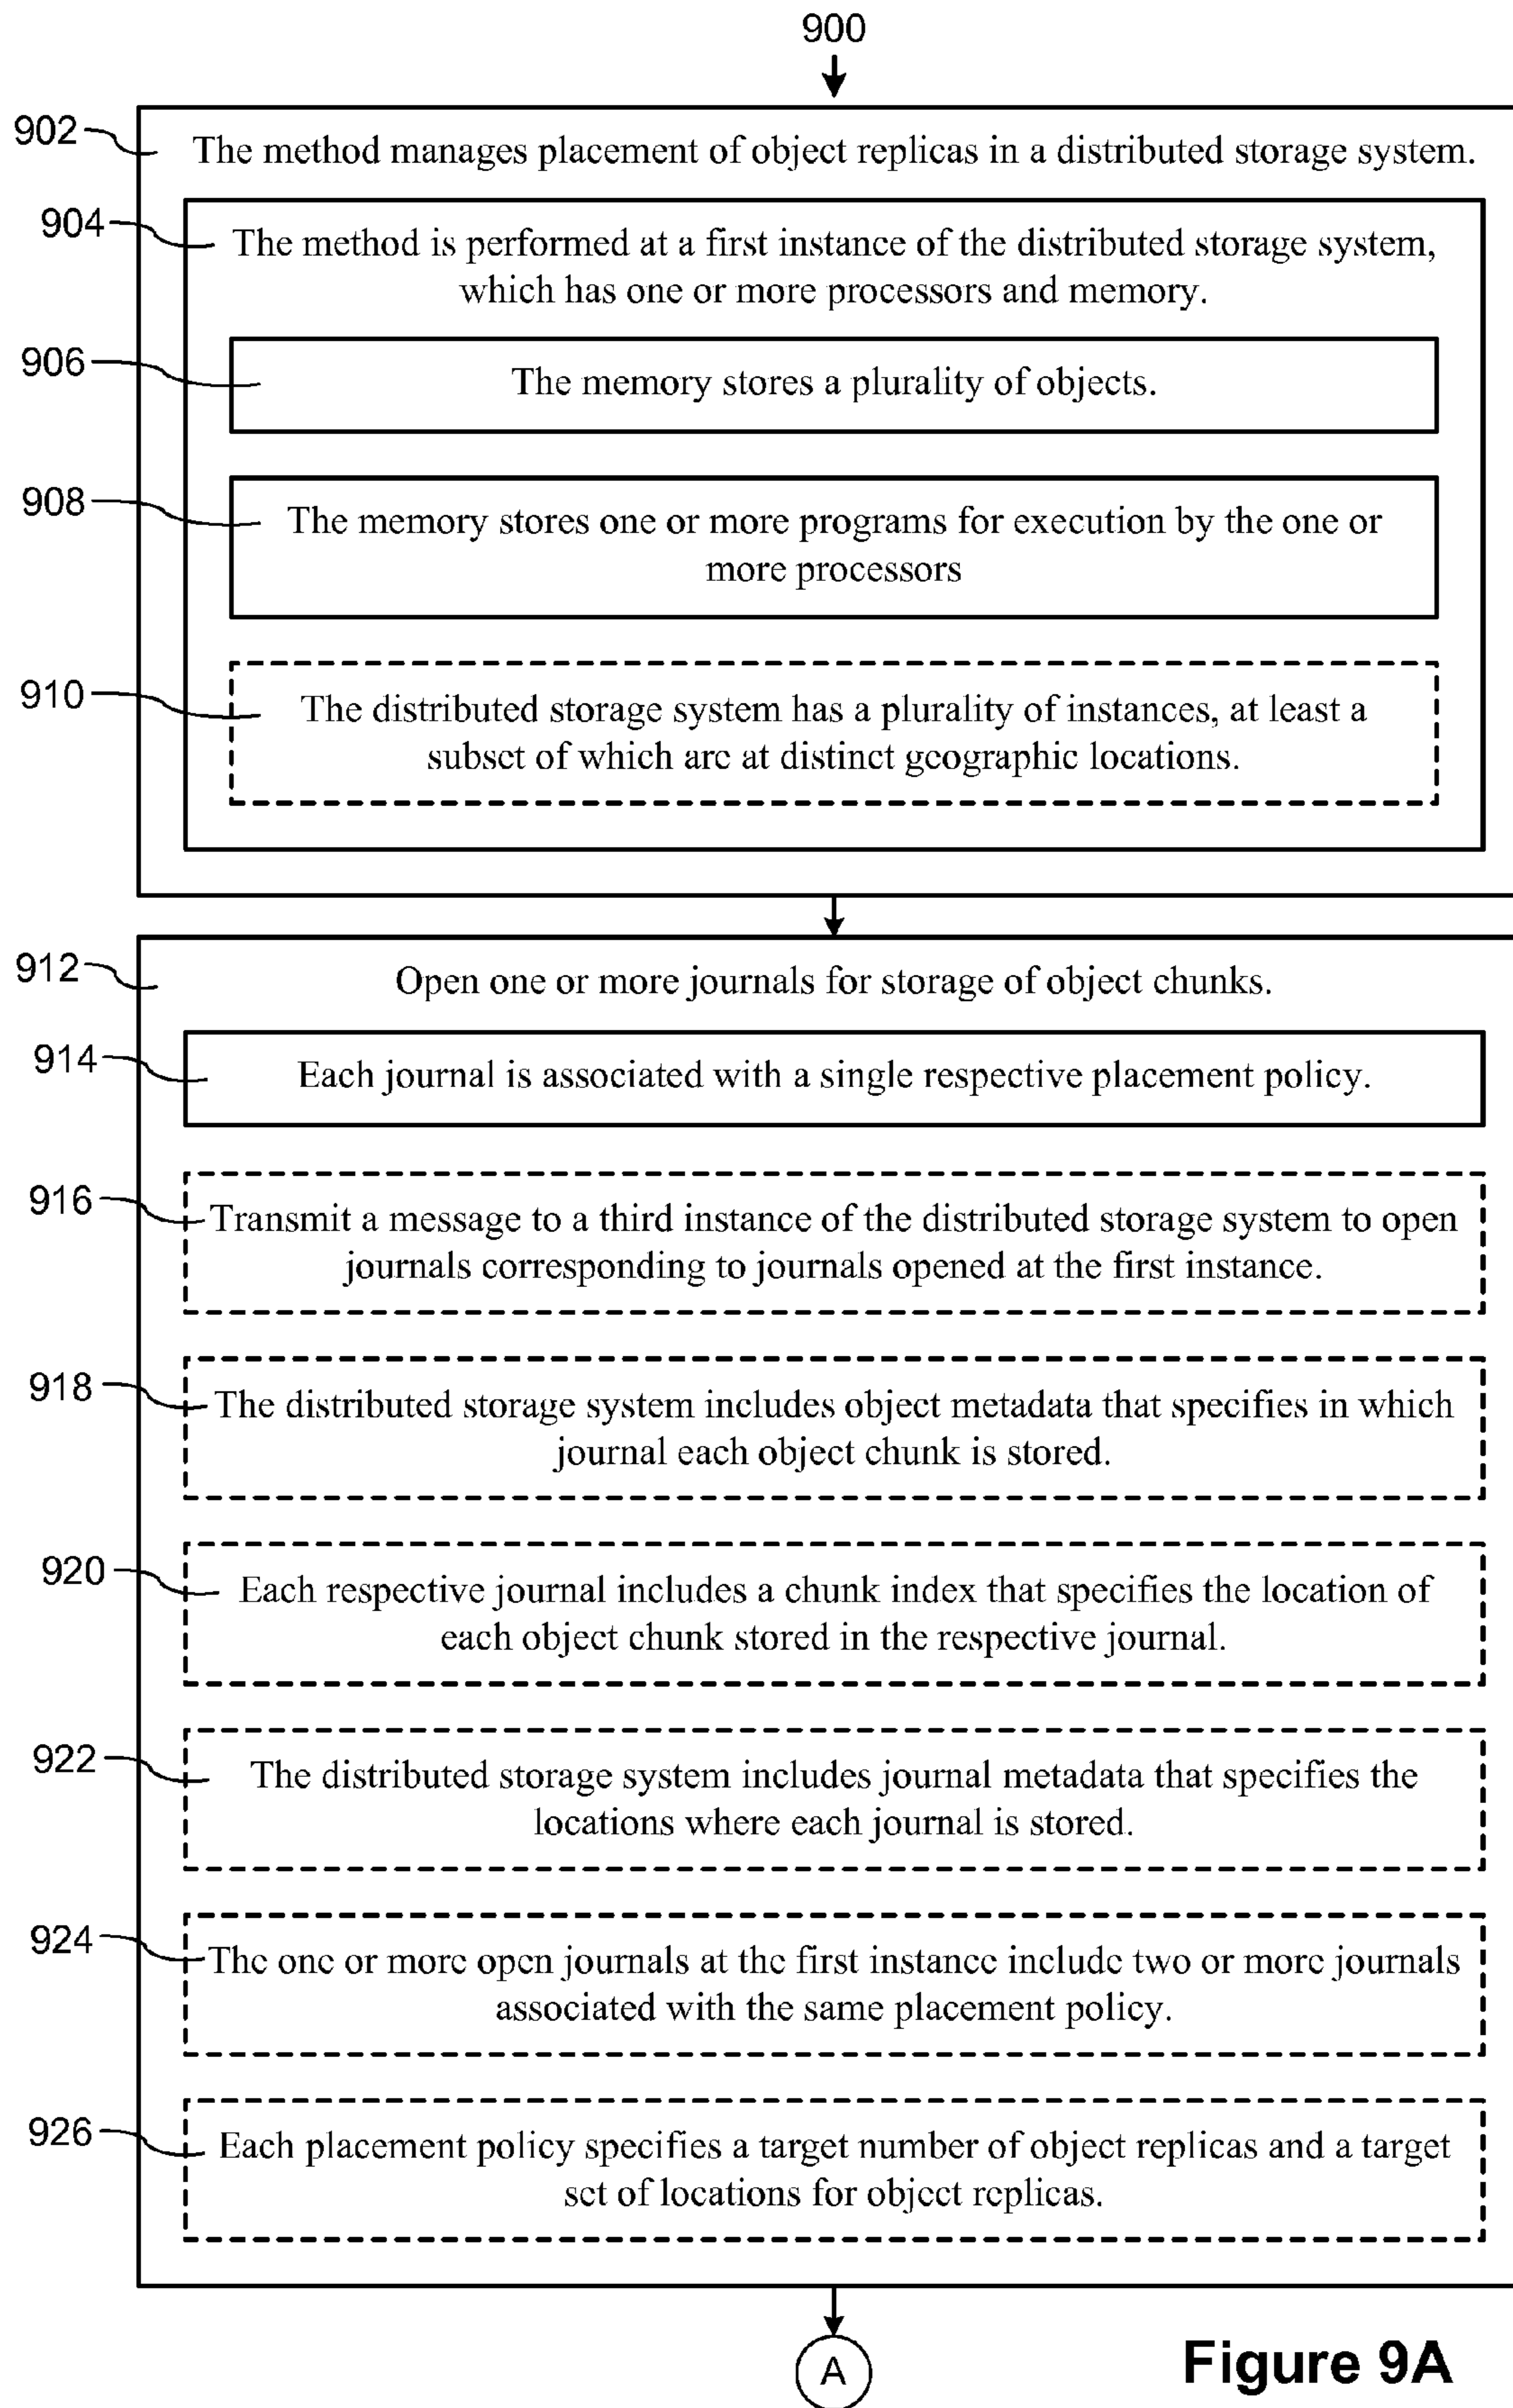 900
902
The method manages placement of object replicas in a distributed storage system.
904
The method is performed at a first instance of the distributed storage system,
which has one or more processors and memory.
906
The memory stores a plurality of objects.
908
The memory stores one or more programs for execution by the one or
more processors
910
The distributed storage system has a plurality of instances, at least a
subset of which are at distinct geographic locations.
912
Open one or more journals for storage of object chunks.
914
Each journal is associated with a single respective placement policy.
916
Transmit a message to a third instance of the distributed storage system to open
journals corresponding to journals opened at the first instance.
918
The distributed storage system includes object metadata that specifies in which
journal each object chunk is stored.
920
Each respective journal includes a chunk index that specifies the location of
each object chunk stored in the respective journal.
922
The distributed storage system includes journal metadata that specifies the
locations where each journal is stored.
924
The one or more open journals at the first instance include two or more journals
associated with the same placement policy.
926
Each placement policy specifies a target number of object replicas and a target
set of locations for object replicas.
A
Figure 9A